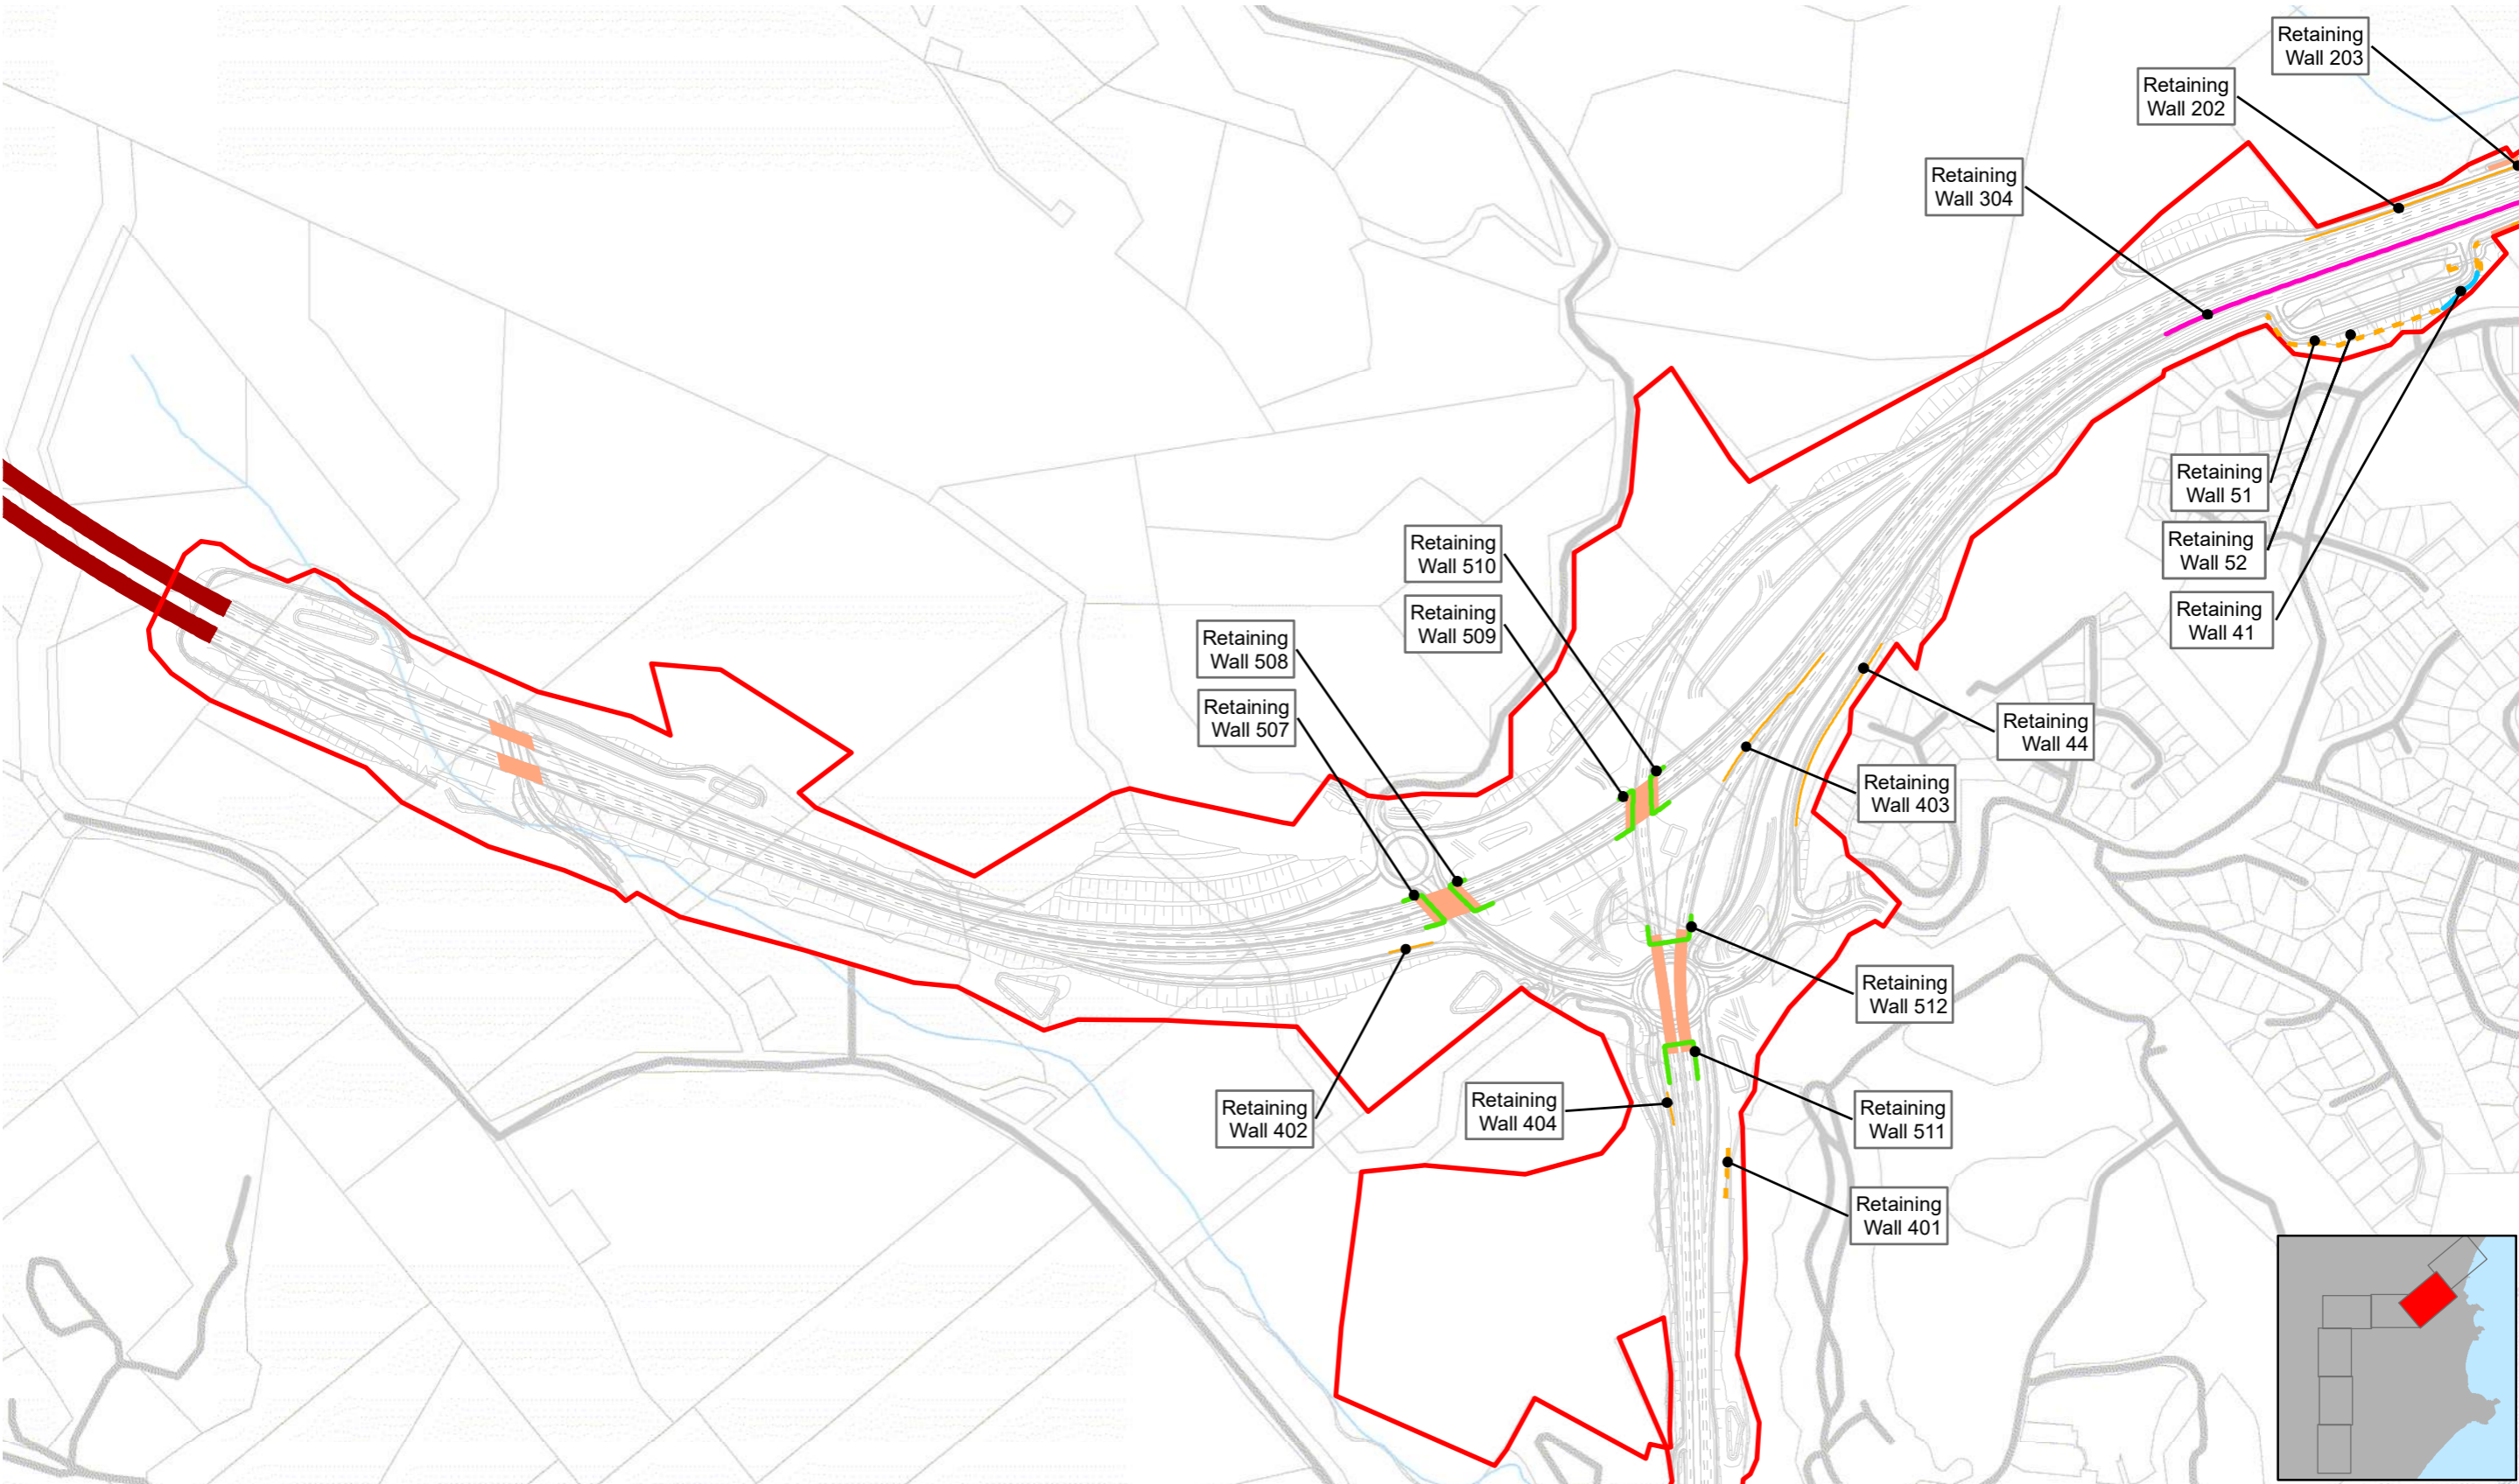 Retaining
Wall 203
Retaining
Wall 202
Retaining
Wall 304
Retaining
Wall 51
Retaining
Wall 52
Retaining
Wall 41
Retaining
Wall 510
Retaining
Wall 509
Retaining
Wall 508
Retaining
Wall 507
Retaining
Wall 44
Retaining
Wall 403
Retaining
Wall 512
Retaining
Wall 402
Retaining
Wall 404
Retaining
Wall 511
Retaining
Wall 401